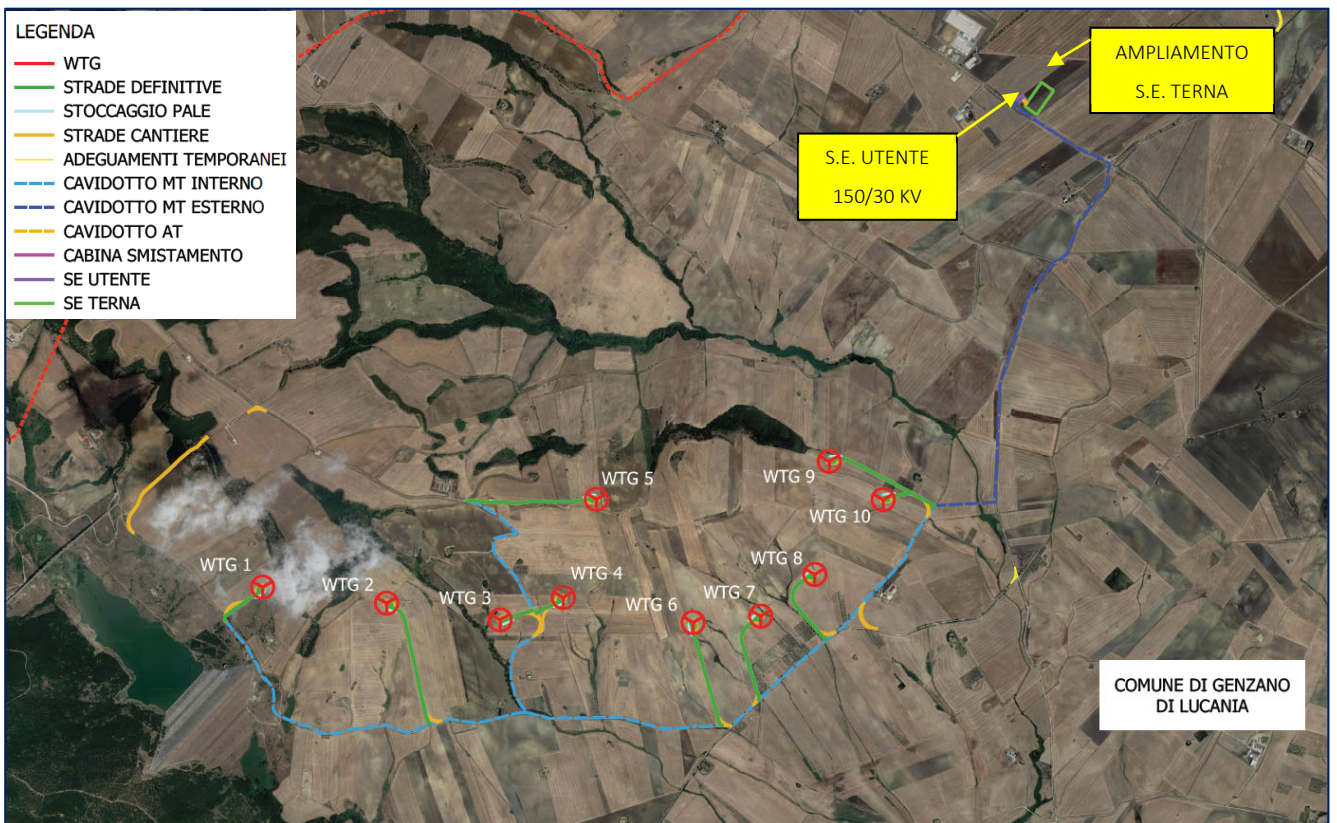 LEGENDA
WTG
STRADE DEFINITIVE
STOCCAGGIO PALE
STRADE CANTIERE
ADEGUAMENTI TEMPORANEI
CAVIDOTTO MT INTERNO
CAVIDOTTO MT ESTERNO
CAVIDOTTO AT
CABINA SMISTAMENTO
SE UTENTE
SE TERNA
AMPLIAMENTO
S.E. TERNA
S.E. UTENTE
150/30 KV
WTG 5
WTG 9
WTG 10
WTG 1
WTG 2
WTG 3
WTG 4
WTG 6
WTG 7
WTG 8
COMUNE DI GENZANO
DI LUCANIA